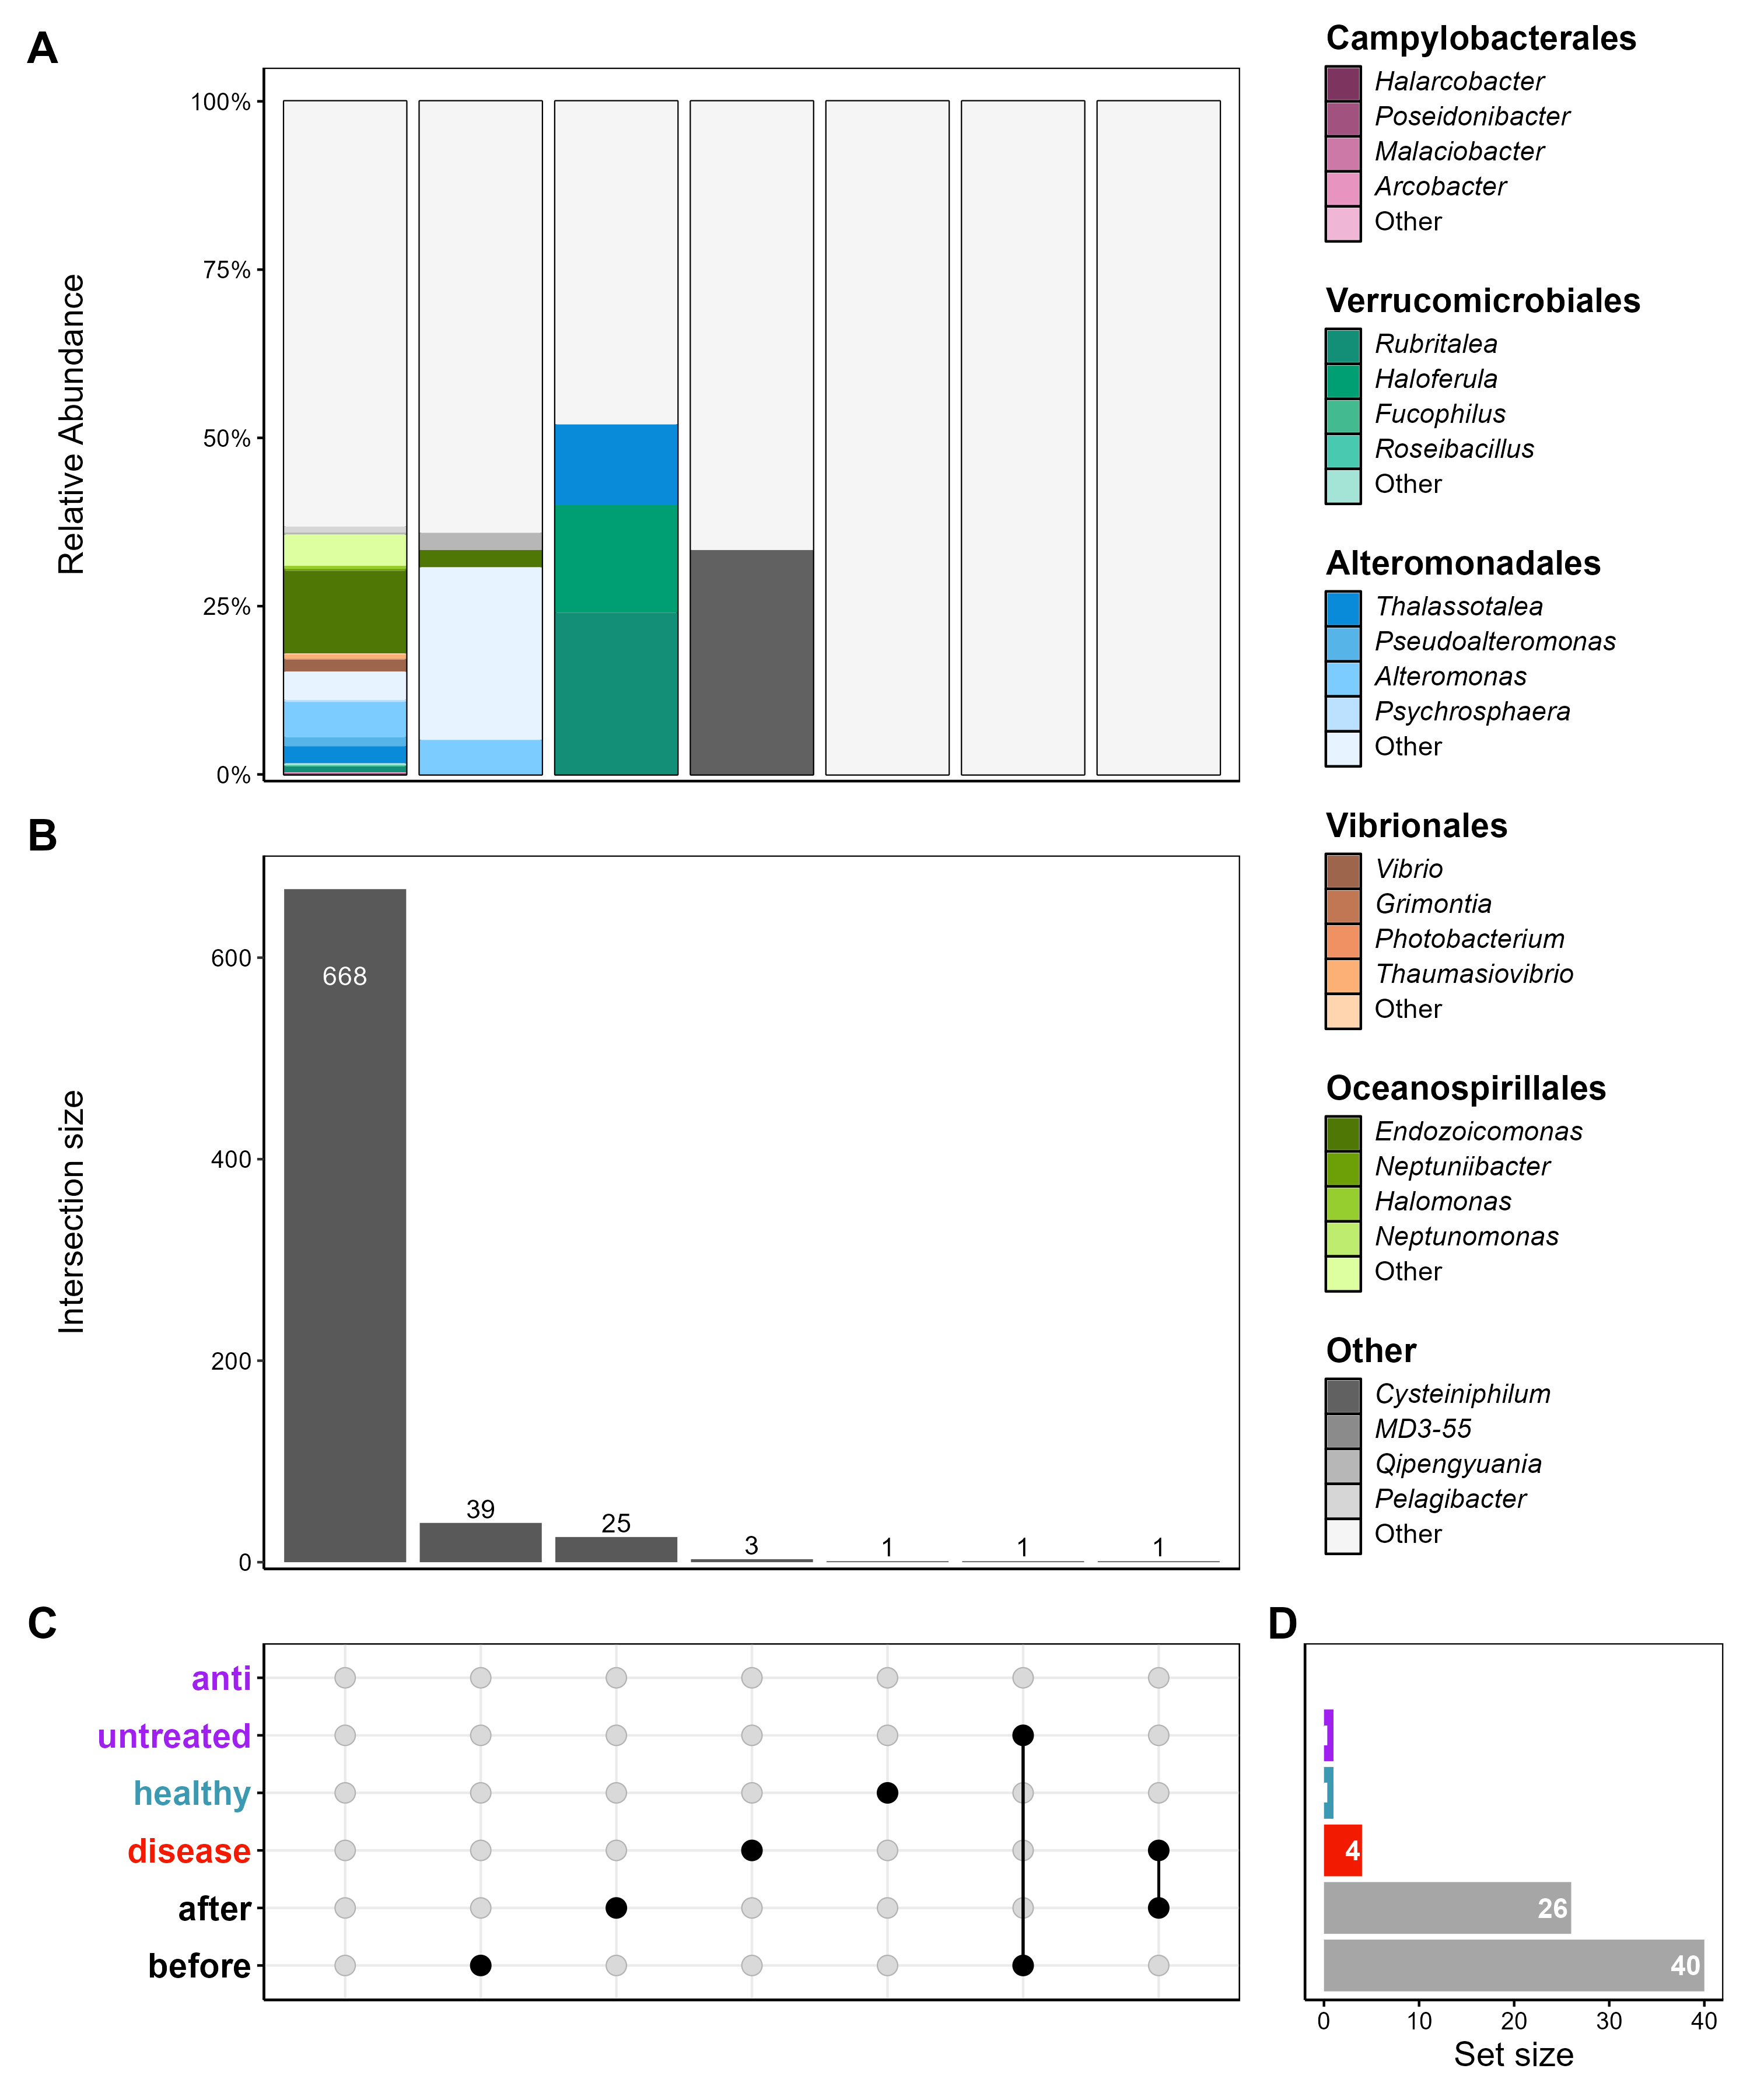 A
Relative Abundance
100%
75%
50%
25%
0%
Campylobacterales
Halarcobacter
Poseidonibacter
Malaciobacter
Arcobacter
Other
Verrucomicrobiales
Rubritalea
Haloferula
Fucophilus
Roseibacillus
Other
Alteromonadales
Thalassotalea
Pseudoalteromonas
Alteromonas
Psychrosphaera
Other
Vibrionales
Vibrio
Grimontia
Photobacterium
Thaumasiovibrio
Other
Oceanospirillales
Endozoicomonas
Neptuniibacter
Halomonas
Neptunomonas
Other
Other
Cysteiniphilum
MD3-55
Qipengyuania
Pelagibacter
Other
B
Intersection size
600
400
200
0
668
39
25
3
1
1
1
C
anti
untreated
healthy
disease
after
before
D
4
26
40
0
10
20
30
40
Set size